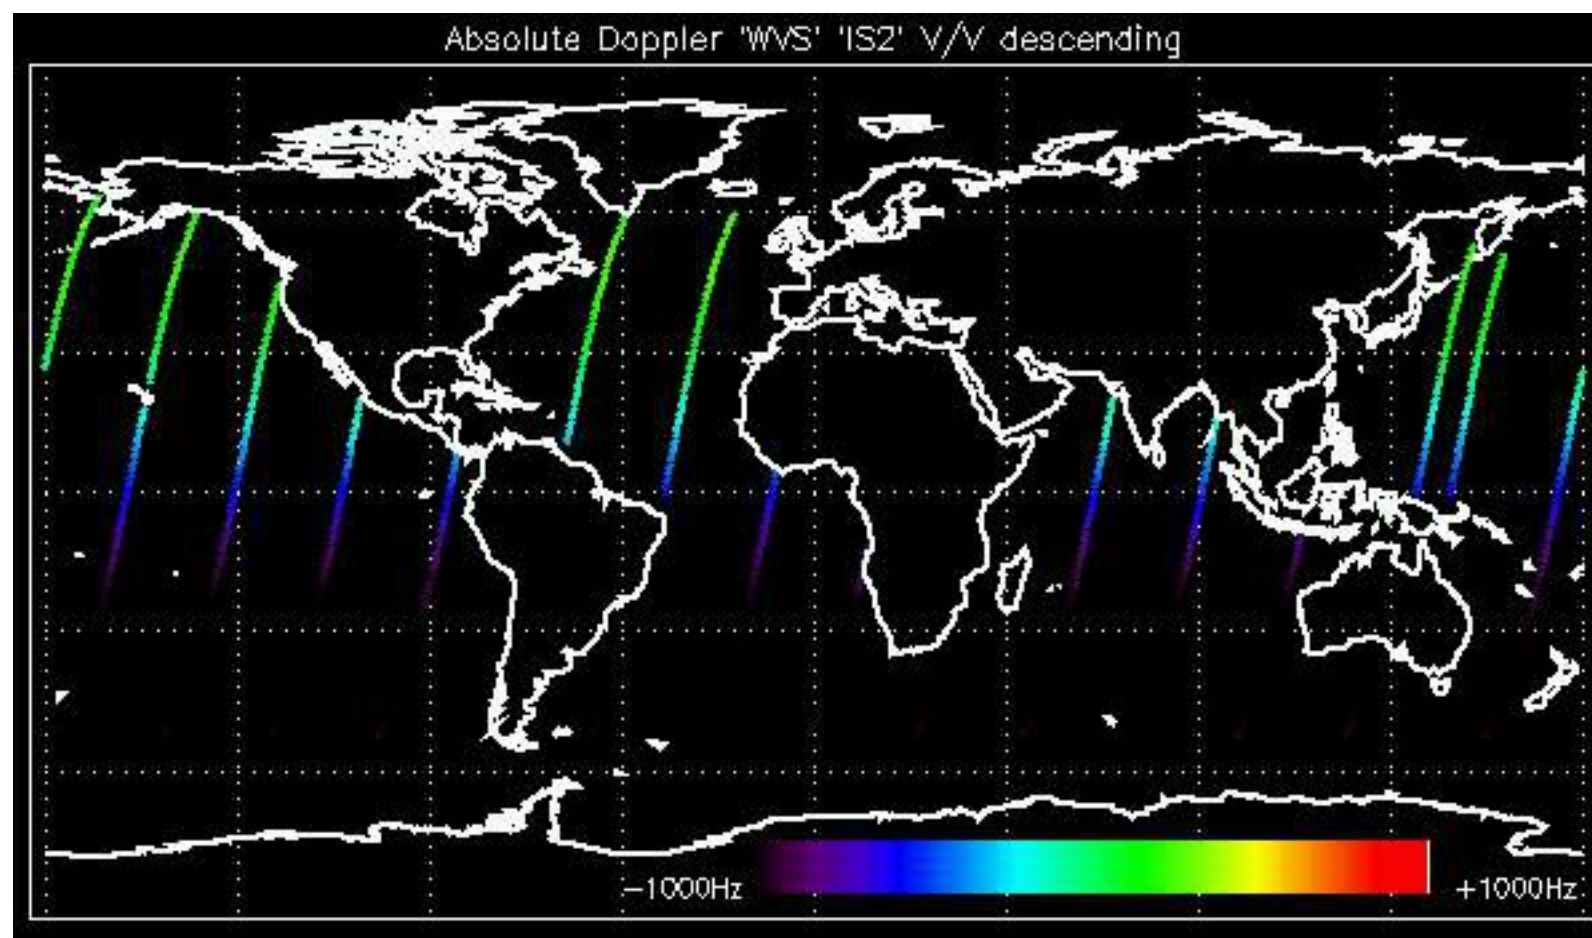 Absolute Doppler 'WVS' 'IS2' V/V descending
-1000Hz
+1000Hz